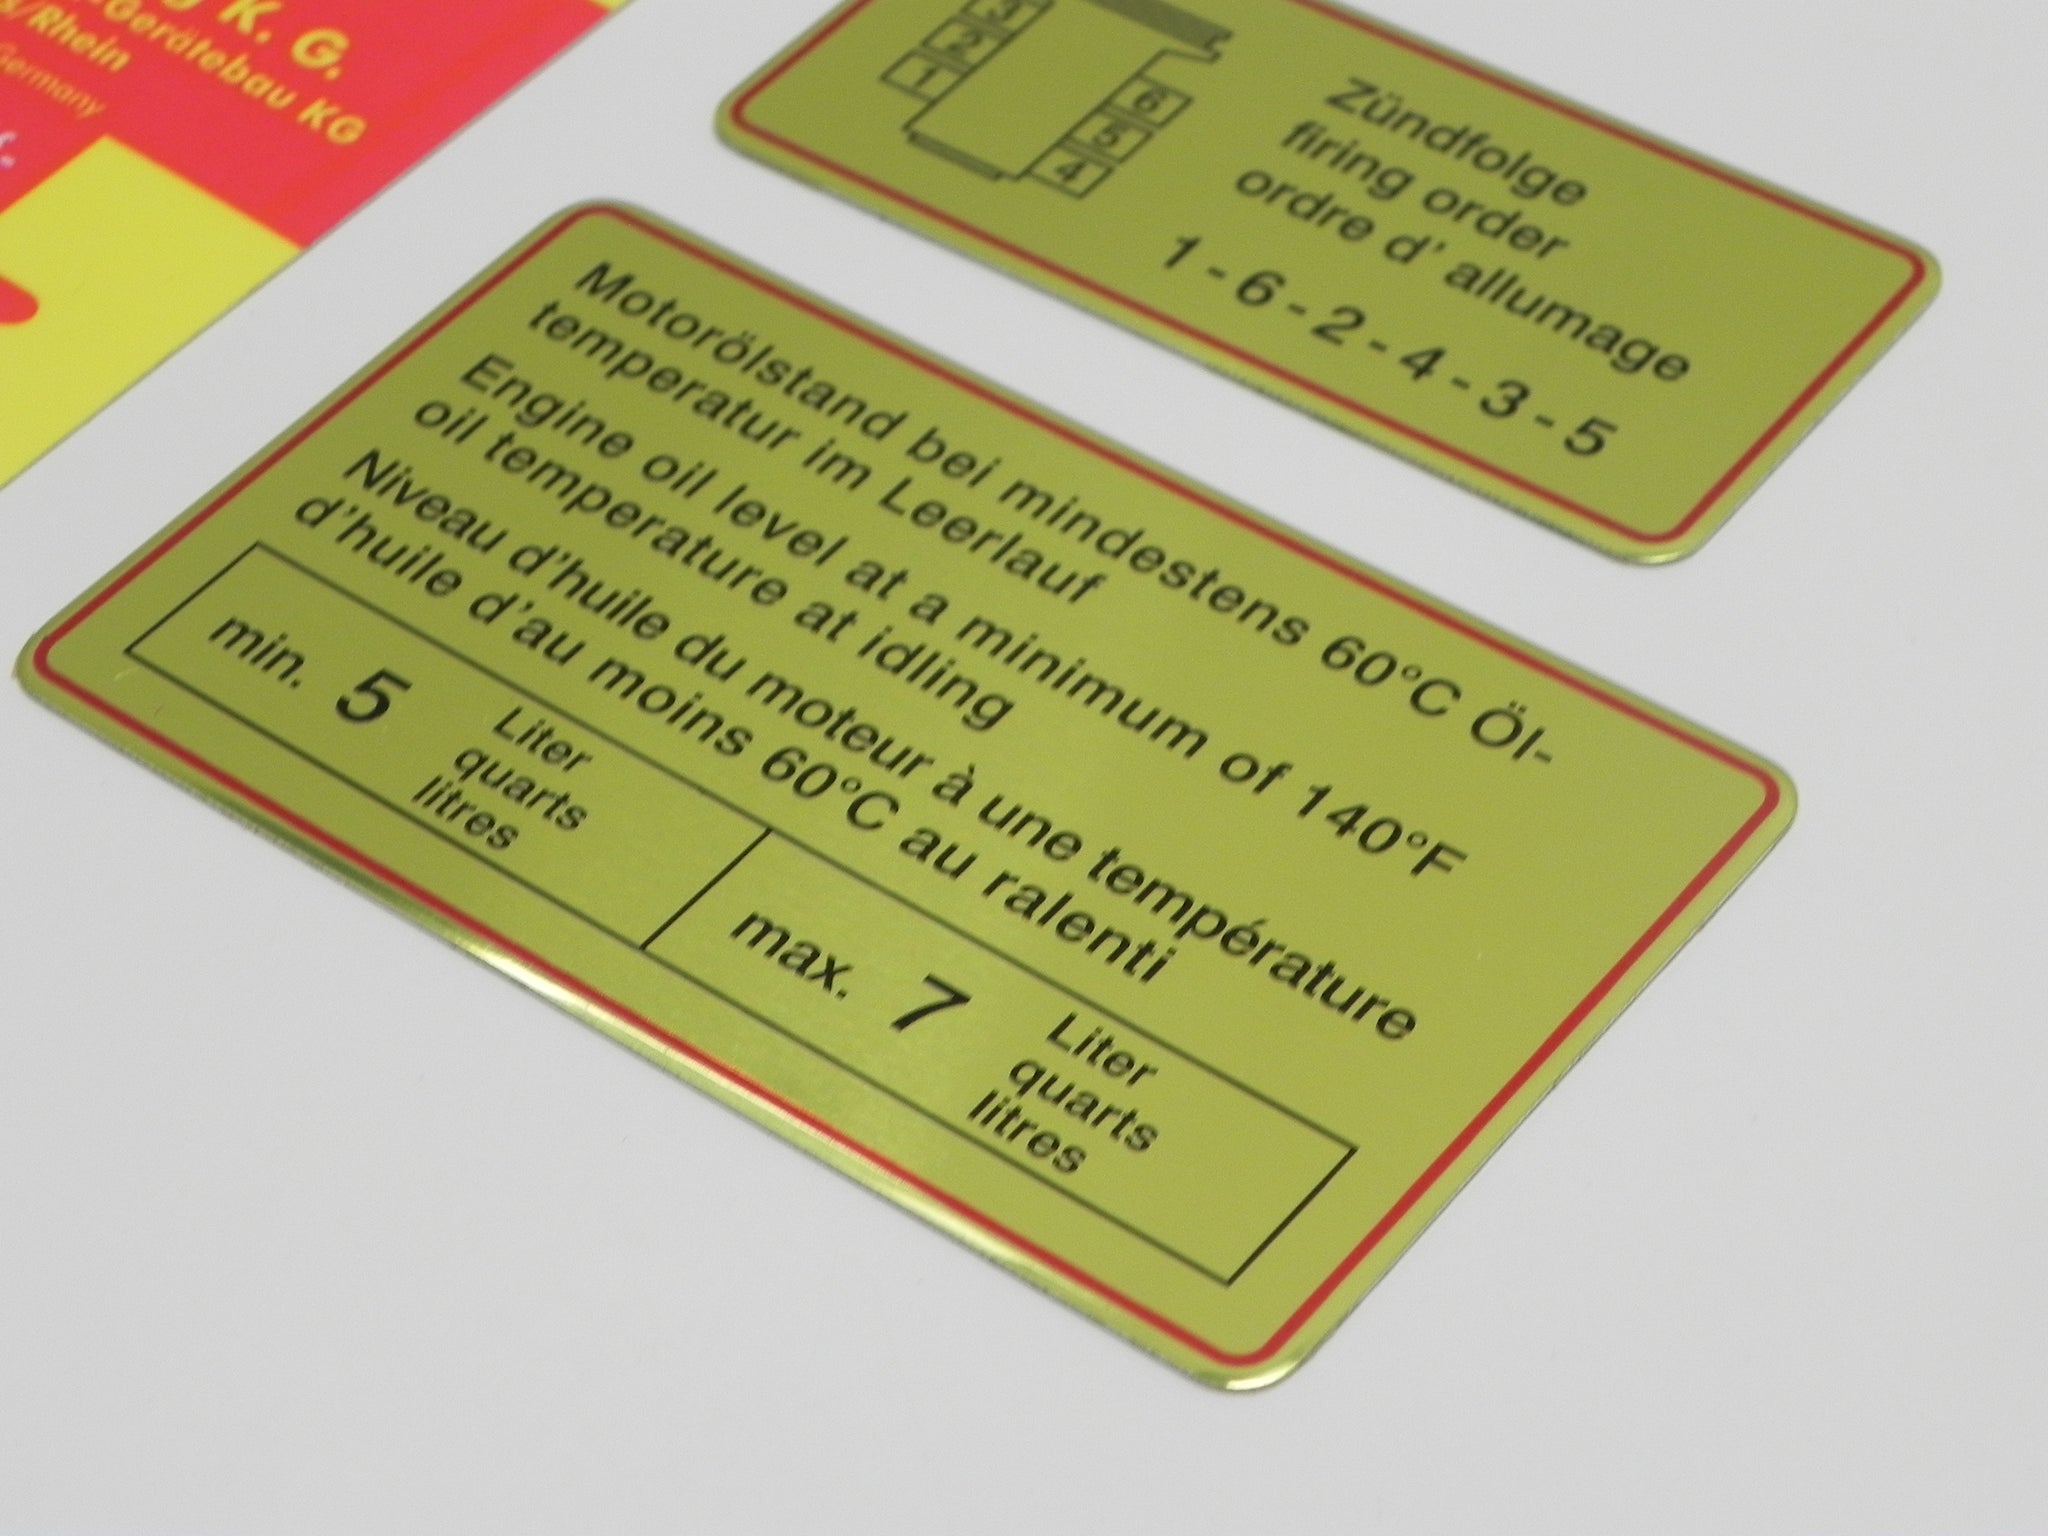 K. G.
Gerätebau KG
/Rhein
Germany
3
2
1
6
5
4
Zündfolge
firing order
ordre d' allumage
1 - 6 - 2 - 4 - 3 - 5
Motorölstand bei mindestens 60°C Öl-
temperatur im Leerlauf
Engine oil level at a minimum of 140°F
oil temperature at idling
Niveau d'huile du moteur à une température
d'huile d'au moins 60°C au ralenti
min. 5 Liter
quarts
litres
max. 7 Liter
quarts
litres